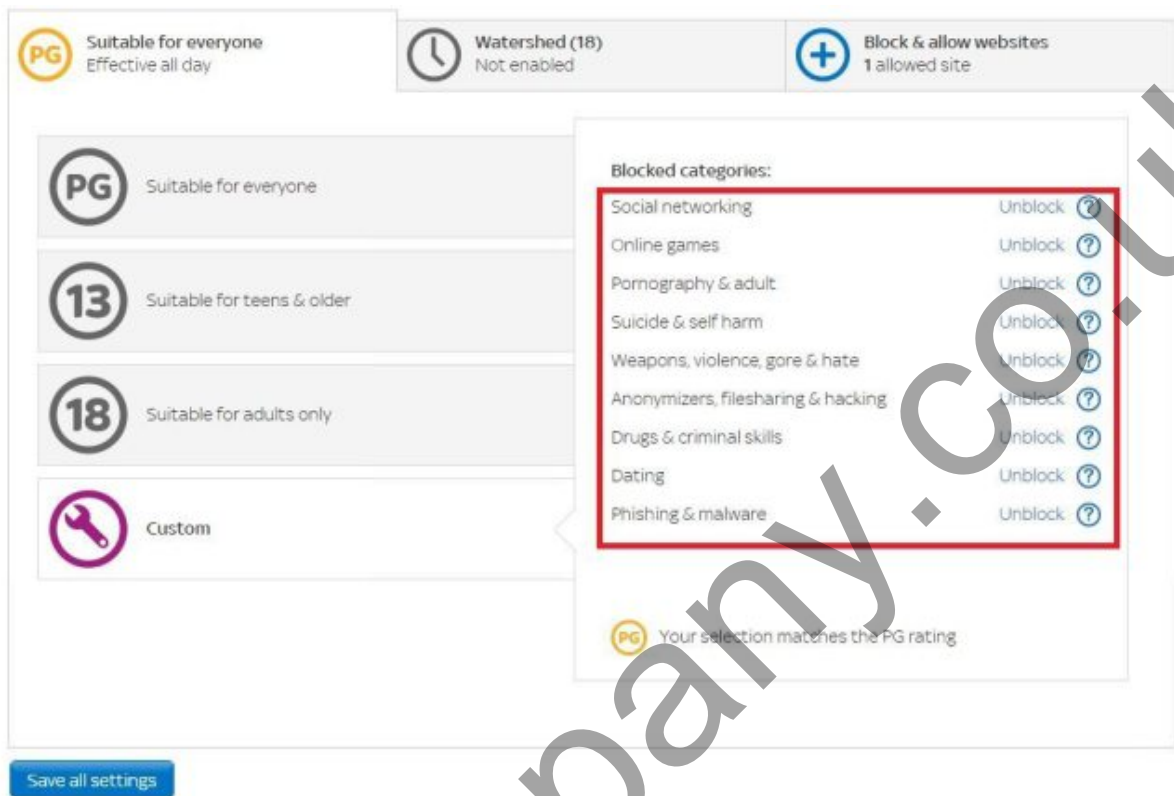 PG
Suitable for everyone
Effective all day
Watershed (18)
Not enabled
Block & allow websites
1 allowed site
PG
Suitable for everyone
13
Suitable for teens & older
18
Suitable for adults only
Custom
Blocked categories:
Social networking Unblock ?
Online games Unblock ?
Pornography & adult Unblock ?
Suicide & self harm Unblock ?
Weapons, violence, gore & hate Unblock ?
Anonymizers, filesharing & hacking Unblock ?
Drugs & criminal skills Unblock ?
Dating Unblock ?
Phishing & malware Unblock ?
PG Your selection matches the PG rating
Save all settings